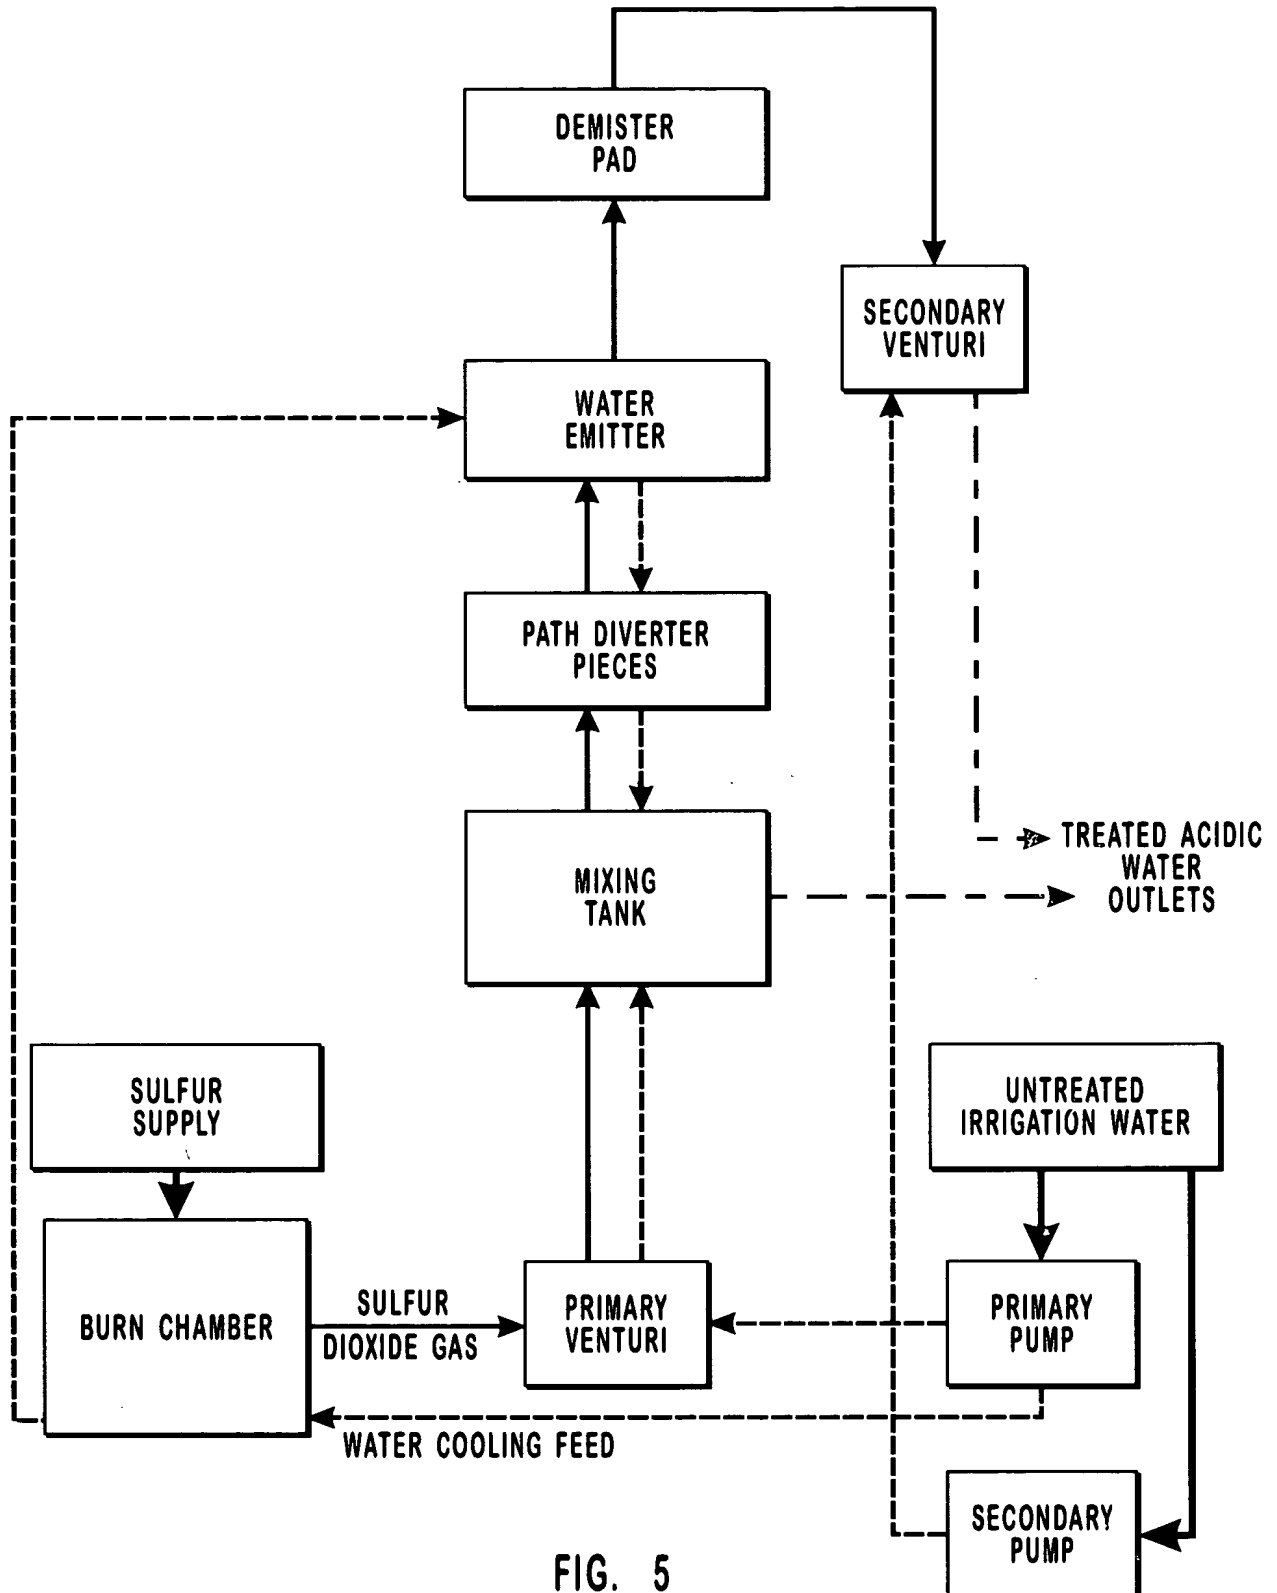 DEMISTER
PAD
SECONDARY
VENTURI
WATER
EMITTER
PATH DIVERTER
PIECES
TREATED ACIDIC
WATER
OUTLETS
MIXING
TANK
SULFUR
SUPPLY
UNTREATED
IRRIGATION WATER
BURN CHAMBER
SULFUR
DIOXIDE GAS
PRIMARY
VENTURI
PRIMARY
PUMP
WATER COOLING FEED
SECONDARY
PUMP
FIG. 5